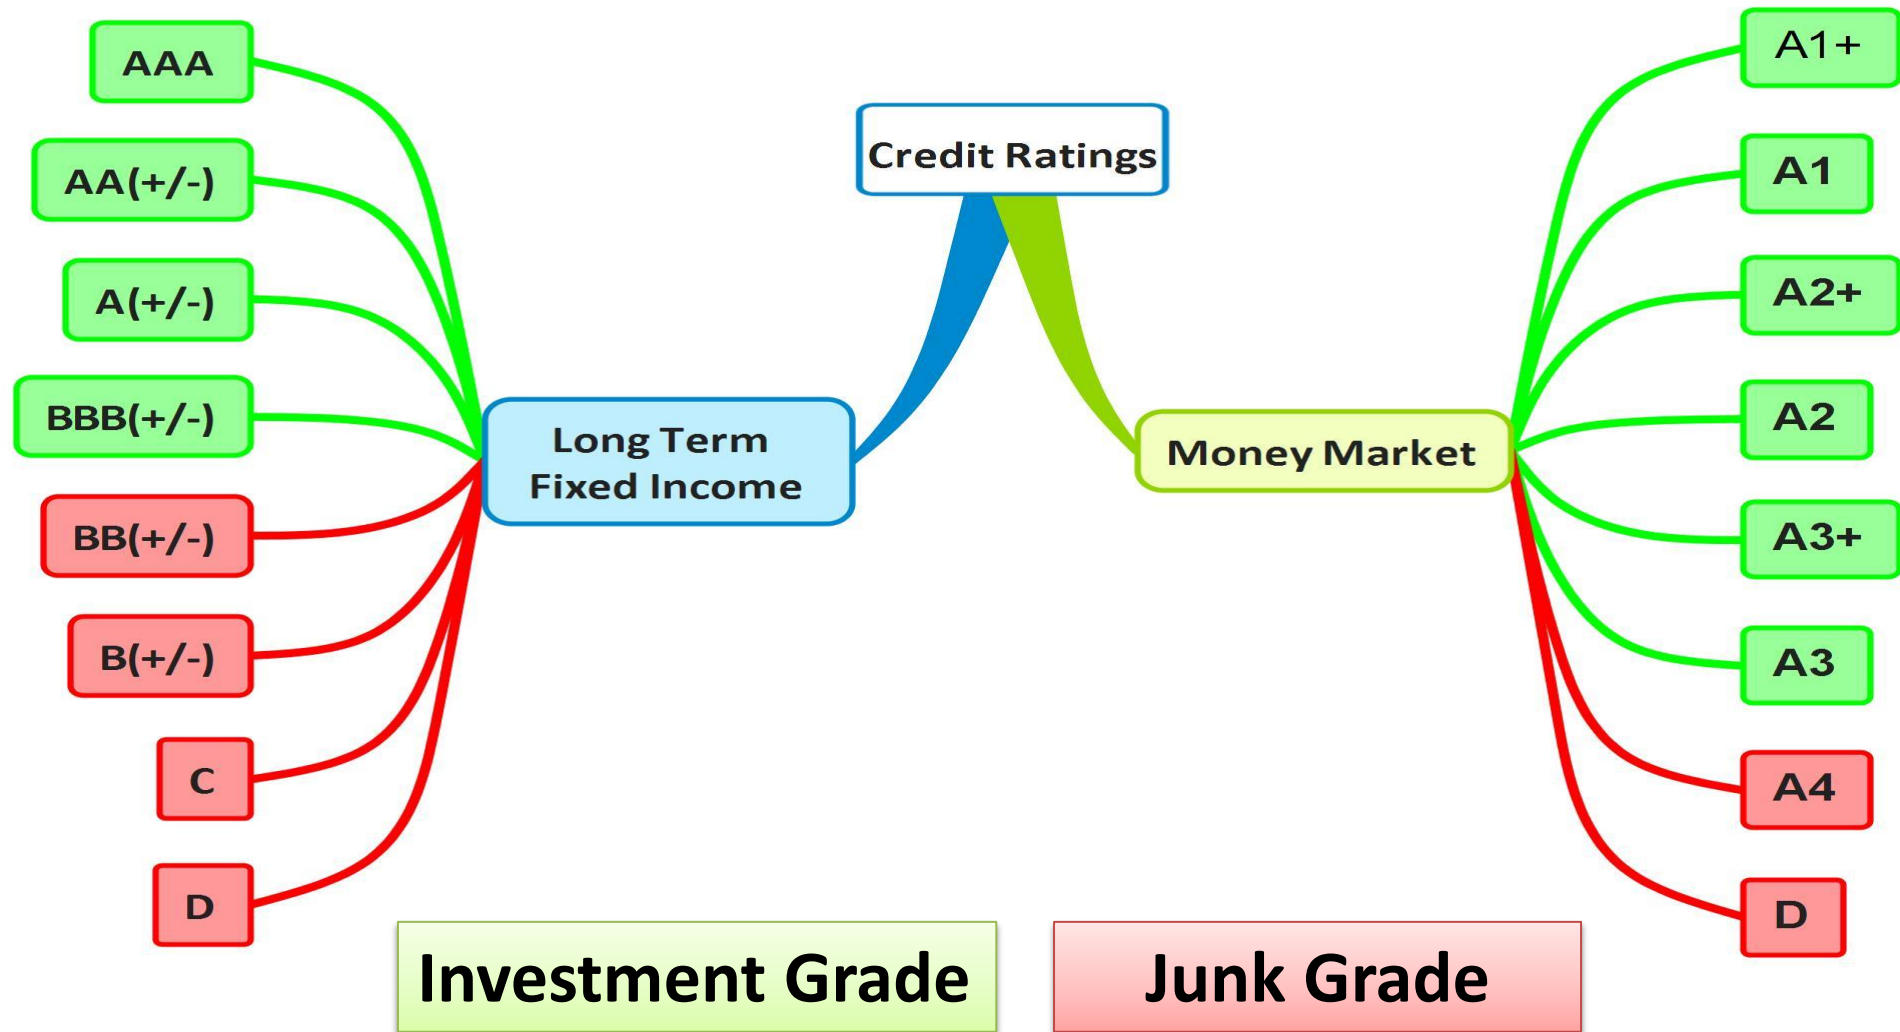 Credit Ratings
Long Term
Fixed Income
AAA
AA(+/-)
A(+/-)
BBB(+/-)
BB(+/-)
B(+/-)
C
D
Money Market
A1+
A1
A2+
A2
A3+
A3
A4
D
Investment Grade
Junk Grade